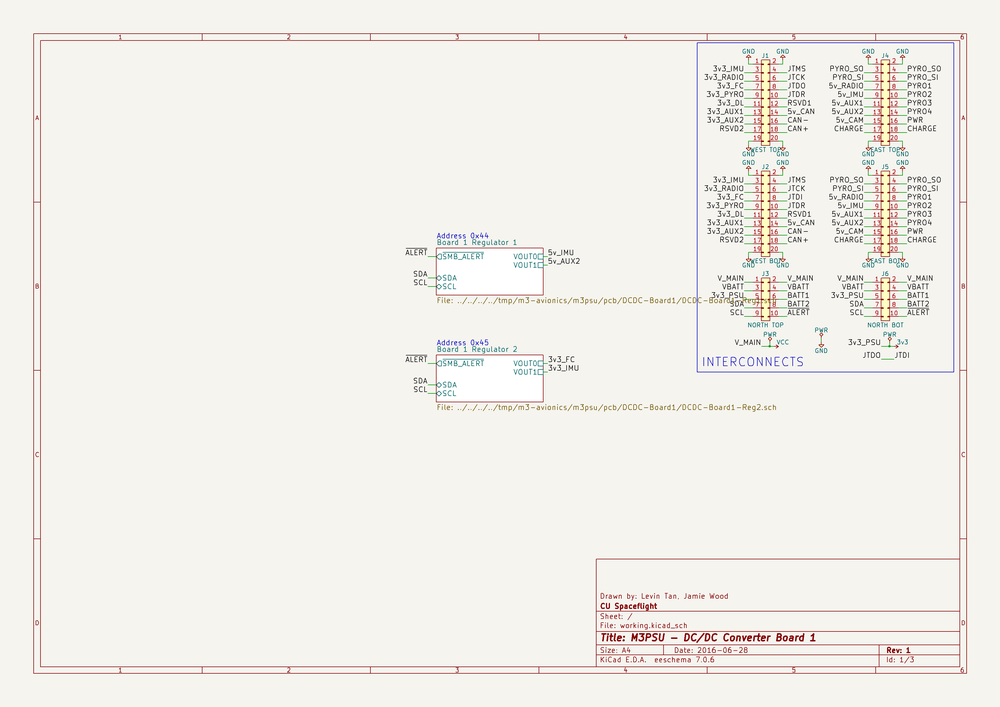 1 2 3 4 5 6
A A
B B
C C
D D
1 2 3 4 5 6
Address 0x44
Board 1 Regulator 1
ALERT SMB_ALERT VOUT0 5v_IMU
VOUT1 5v_AUX2
SDA SDA
SCL SCL
File: ../../../../tmp/m3-avionics/m3psu/pcb/DCDC-Board1/DCDC-Board1-Reg1.sch
Address 0x45
Board 1 Regulator 2
ALERT SMB_ALERT VOUT0 3v3_FC
VOUT1 3v3_IMU
SDA SDA
SCL SCL
File: ../../../../tmp/m3-avionics/m3psu/pcb/DCDC-Board1/DCDC-Board1-Reg2.sch
GND J1 GND
1 2
3v3_IMU 3 4 JTMS
3v3_RADIO 5 6 JTCK
3v3_FC 7 8 JTDO
3v3_PYRO 9 10 JTDR
3v3_DL 11 12 RSVD1
3v3_AUX1 13 14 5v_CAN
3v3_AUX2 15 16 CAN-
RSVD2 17 18 CAN+
19 20
GND WEST TOP GND
GND J4 GND
1 2
PYRO_SO 3 4 PYRO_SO
PYRO_SI 5 6 PYRO_SI
5v_RADIO 7 8 PYRO1
5v_IMU 9 10 PYRO2
5v_AUX1 11 12 PYRO3
5v_AUX2 13 14 PYRO4
5v_CAM 15 16 PWR
CHARGE 17 18 CHARGE
19 20
GND EAST TOP GND
GND J2 GND
1 2
3v3_IMU 3 4 JTMS
3v3_RADIO 5 6 JTCK
3v3_FC 7 8 JTDI
3v3_PYRO 9 10 JTDR
3v3_DL 11 12 RSVD1
3v3_AUX1 13 14 5v_CAN
3v3_AUX2 15 16 CAN-
RSVD2 17 18 CAN+
19 20
GND WEST BOT GND
GND J5 GND
1 2
PYRO_SO 3 4 PYRO_SO
PYRO_SI 5 6 PYRO_SI
5v_RADIO 7 8 PYRO1
5v_IMU 9 10 PYRO2
5v_AUX1 11 12 PYRO3
5v_AUX2 13 14 PYRO4
5v_CAM 15 16 PWR
CHARGE 17 18 CHARGE
19 20
GND EAST BOT GND
J3
V_MAIN 1 2 V_MAIN
VBATT 3 4 VBATT
3v3_PSU 5 6 BATT1
SDA 7 8 BATT2
SCL 9 10 ALERT
NORTH TOP
J6
V_MAIN 1 2 V_MAIN
VBATT 3 4 VBATT
3v3_PSU 5 6 BATT1
SDA 7 8 BATT2
SCL 9 10 ALERT
NORTH BOT
PWR
V_MAIN VCC
PWR
GND
PWR
3v3_PSU 3v3
JTDO JTDI
INTERCONNECTS
Drawn by: Levin Tan, Jamie Wood
CU Spaceflight
Sheet: /
File: working.kicad_sch
Title: M3PSU – DC/DC Converter Board 1
Size: A4 Date: 2016-06-28 Rev: 1
KiCad E.D.A. eeschema 7.0.6 Id: 1/3